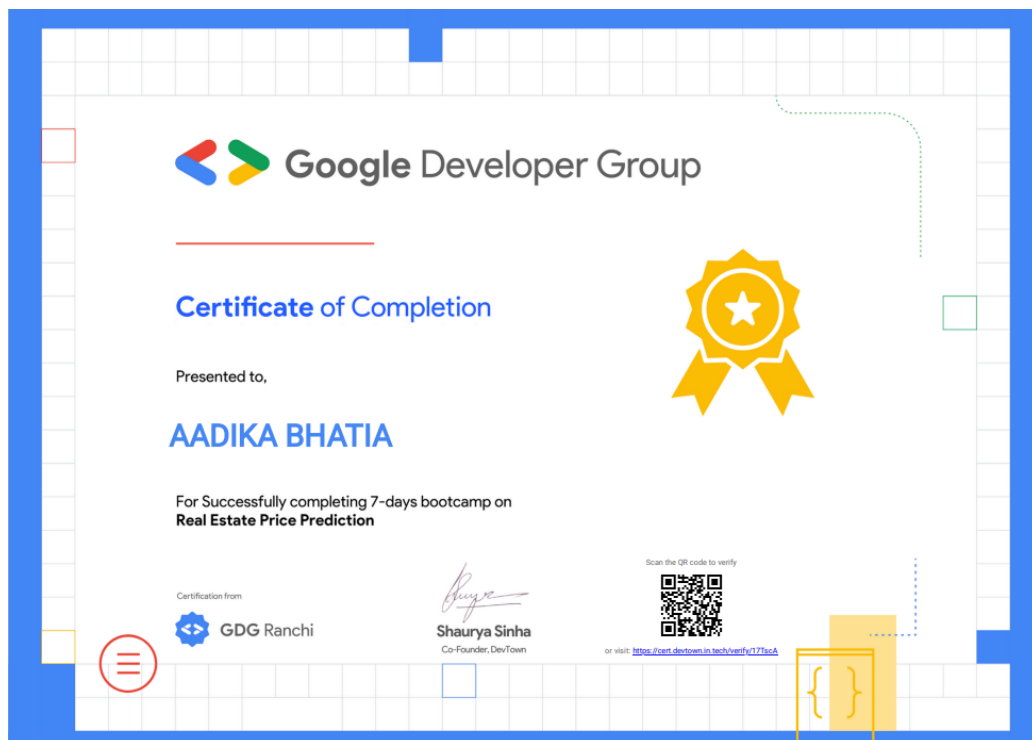 Google Developer Group
Certificate of Completion
Presented to,
AADIKA BHATIA
For Successfully completing 7-days bootcamp on
Real Estate Price Prediction
Certification from
GDG Ranchi
Shaurya Sinha
Co-Founder, DevTown
Scan the QR code to verify
or visit: https://cert.devtown.in.tech/verify/17TscA